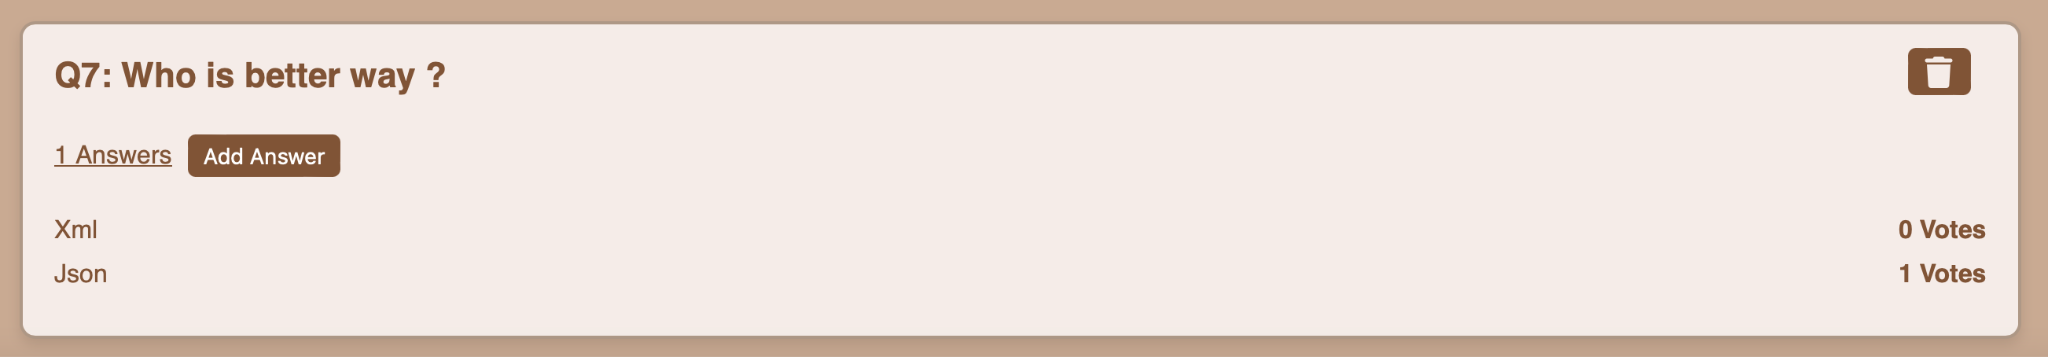 Q7: Who is better way ?
1 Answers Add Answer
Xml 0 Votes
Json 1 Votes